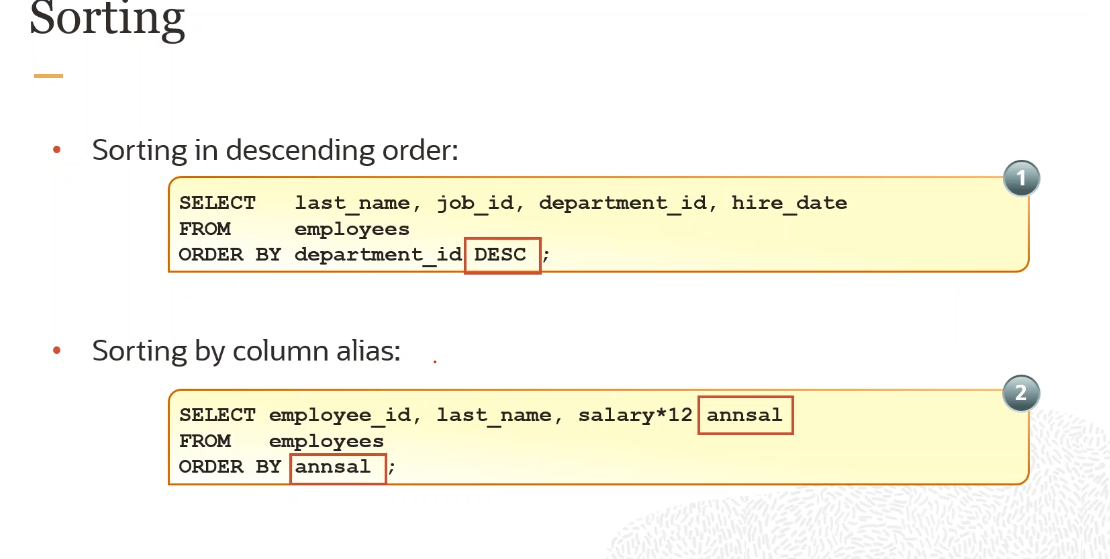 Sorting
• Sorting in descending order:
1
SELECT   last_name, job_id, department_id, hire_date
FROM     employees
ORDER BY department_id DESC ;
• Sorting by column alias:
2
SELECT employee_id, last_name, salary*12 annsal
FROM   employees
ORDER BY annsal ;